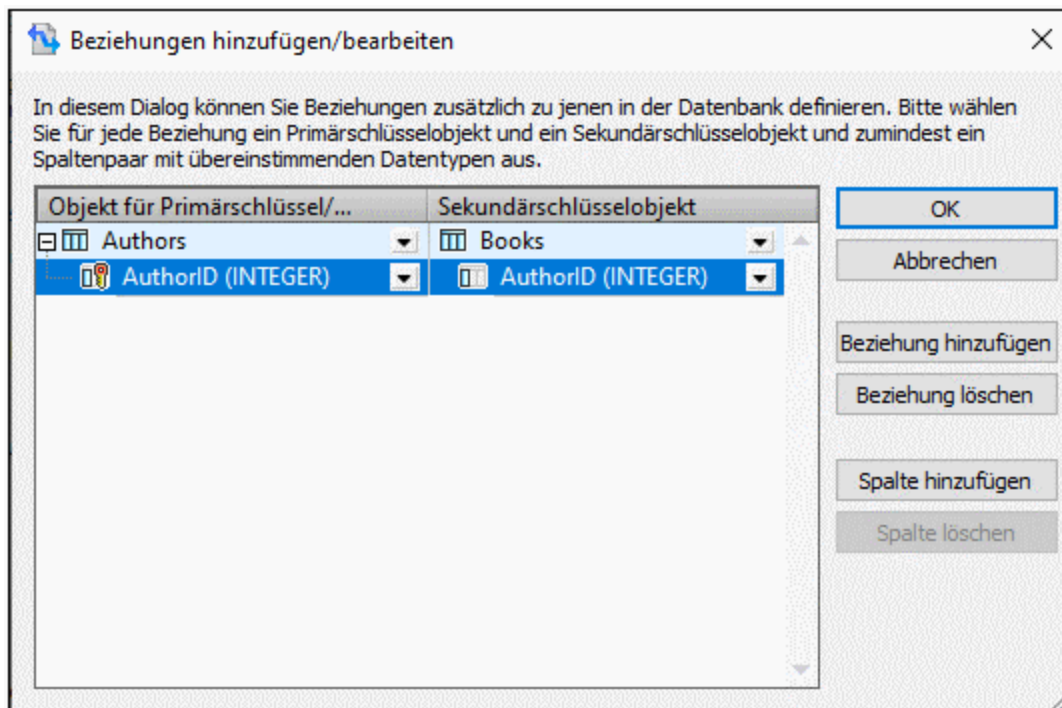 Beziehungen hinzufügen/bearbeiten
In diesem Dialog können Sie Beziehungen zusätzlich zu jenen in der Datenbank definieren. Bitte wählen
Sie für jede Beziehung ein Primärschlüsselobjekt und ein Sekundärschlüsselobjekt und zumindest ein
Spaltenpaar mit übereinstimmenden Datentypen aus.
Objekt für Primärschlüssel/... Sekundärschlüsselobjekt
Authors Books
AuthorID (INTEGER) AuthorID (INTEGER)
OK
Abbrechen
Beziehung hinzufügen
Beziehung löschen
Spalte hinzufügen
Spalte löschen